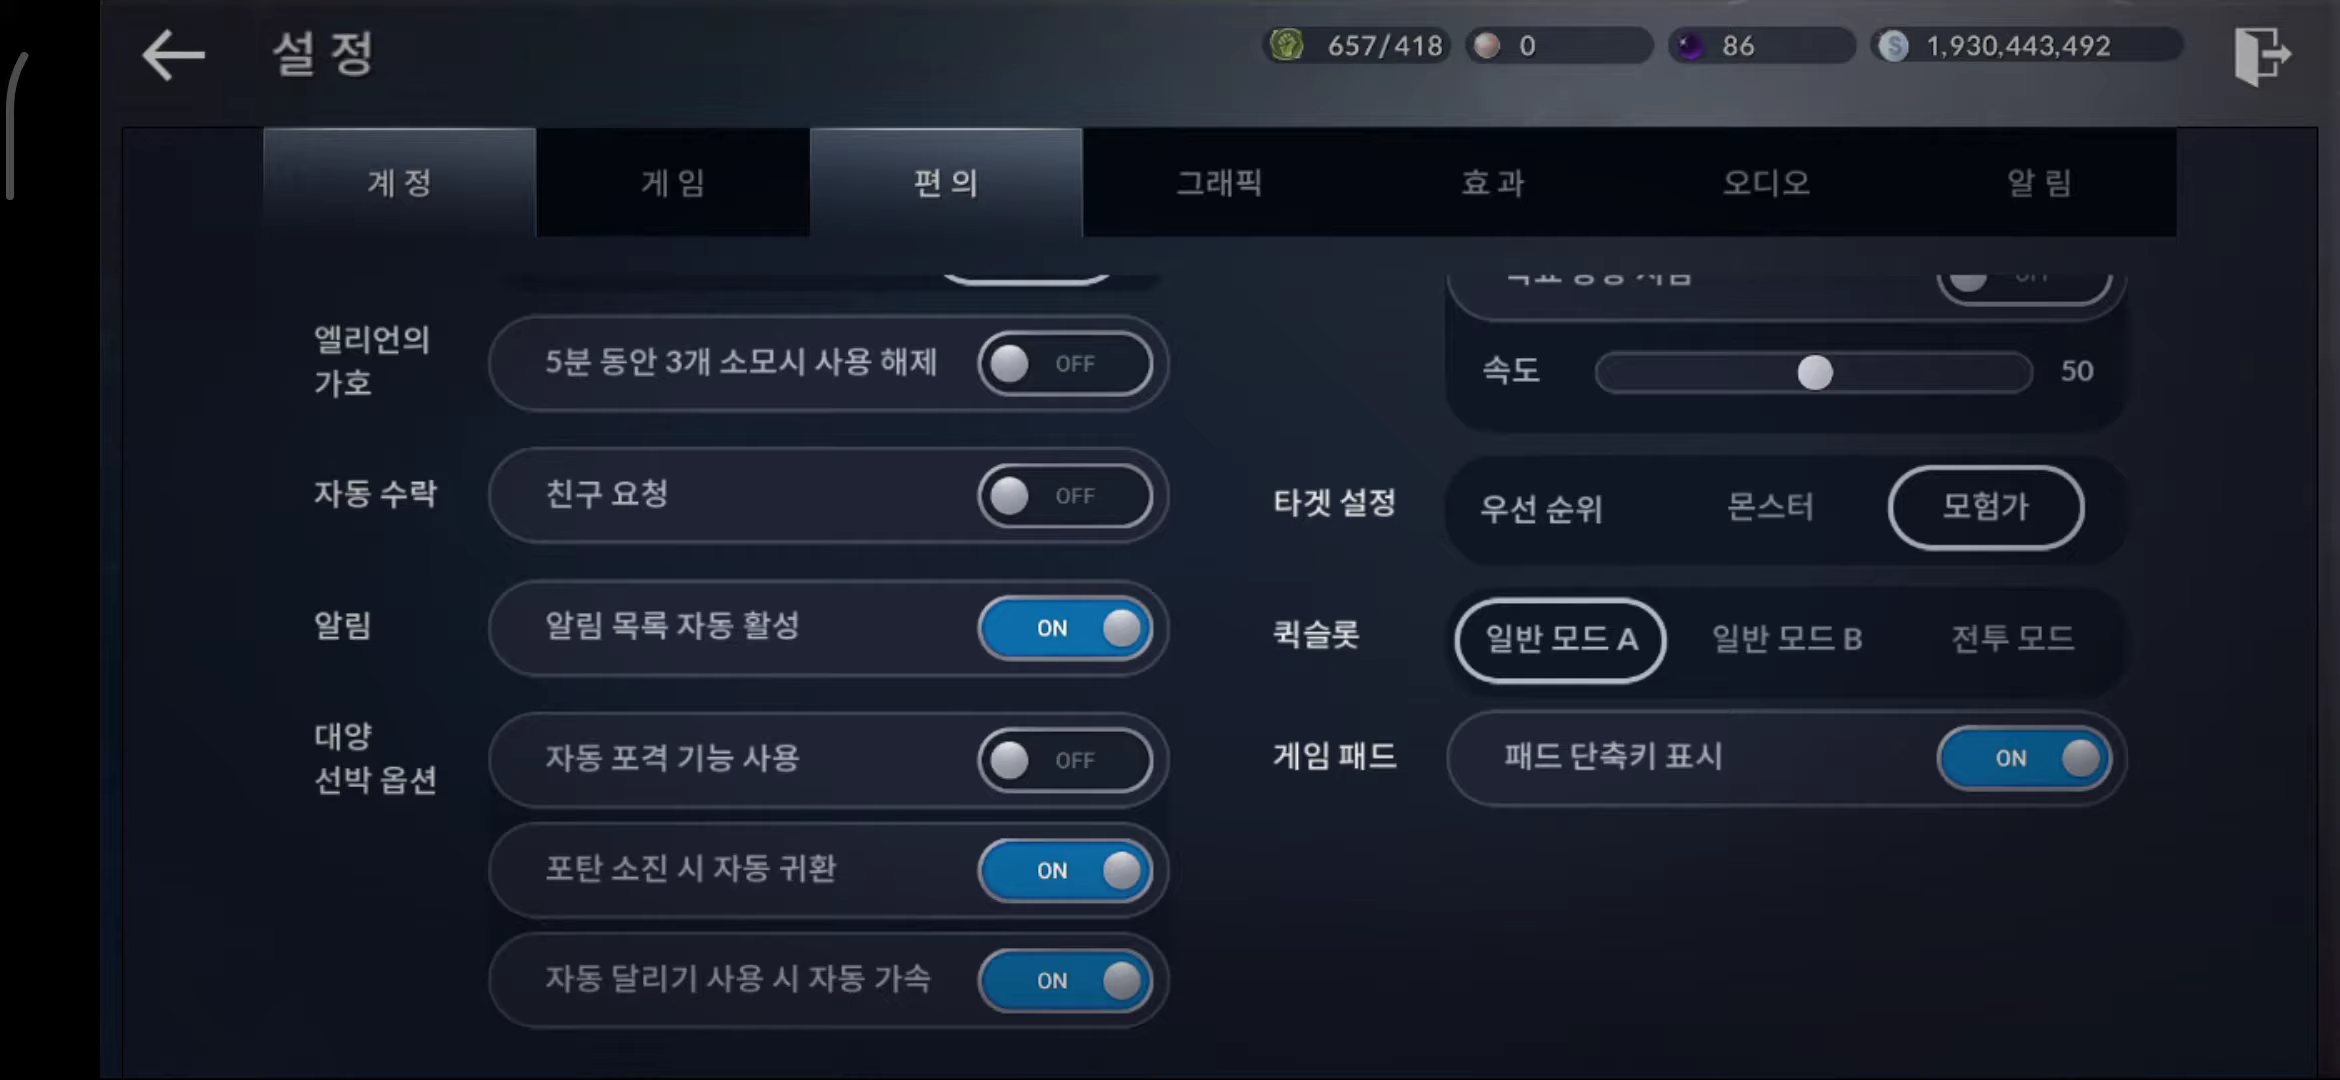 설정
657/418
0
86
1,930,443,492
계정
게임
편의
그래픽
효과
오디오
알림
엘리언의
가호
5분 동안 3개 소모시 사용 해제
OFF
자동 수락
친구 요청
OFF
알림
알림 목록 자동 활성
ON
대양
선박 옵션
자동 포격 기능 사용
OFF
포탄 소진 시 자동 귀환
ON
자동 달리기 사용 시 자동 가속
ON
OFF
속도
50
타겟 설정
우선 순위
몬스터
모험가
퀵슬롯
일반 모드 A
일반 모드 B
전투 모드
게임 패드
패드 단축키 표시
ON